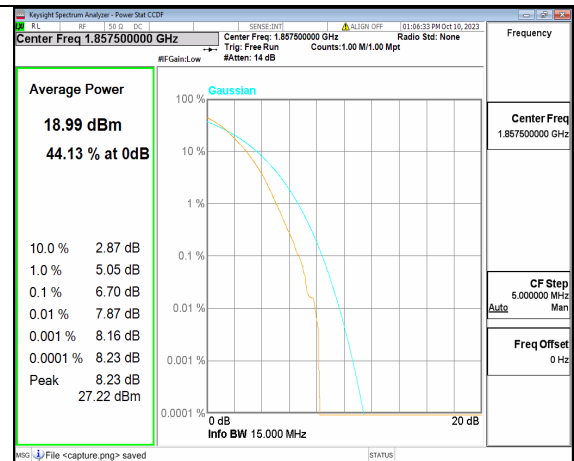 Keysight Spectrum Analyzer - Power Stat CCDF
RL RF 50 Ω DC SENSE:INT ALIGN OFF 01:06:33 PM Oct 10, 2023
Center Freq 1.857500000 GHz
Center Freq: 1.857500000 GHz Radio Std: None
Trig: Free Run Counts:1.00 M/1.00 Mpt
#IFGain:Low #Atten: 14 dB
Frequency
Average Power
18.99 dBm
44.13 % at 0dB
10.0 % 2.87 dB
1.0 % 5.05 dB
0.1 % 6.70 dB
0.01 % 7.87 dB
0.001 % 8.16 dB
0.0001 % 8.23 dB
Peak 8.23 dB
27.22 dBm
Gaussian
100 %
10 %
1 %
0.1 %
0.01 %
0.001 %
0.0001 %
0 dB 20 dB
Info BW 15.000 MHz
Center Freq
1.857500000 GHz
CF Step
5.000000 MHz
Auto Man
Freq Offset
0 Hz
MSG File <capture.png> saved STATUS